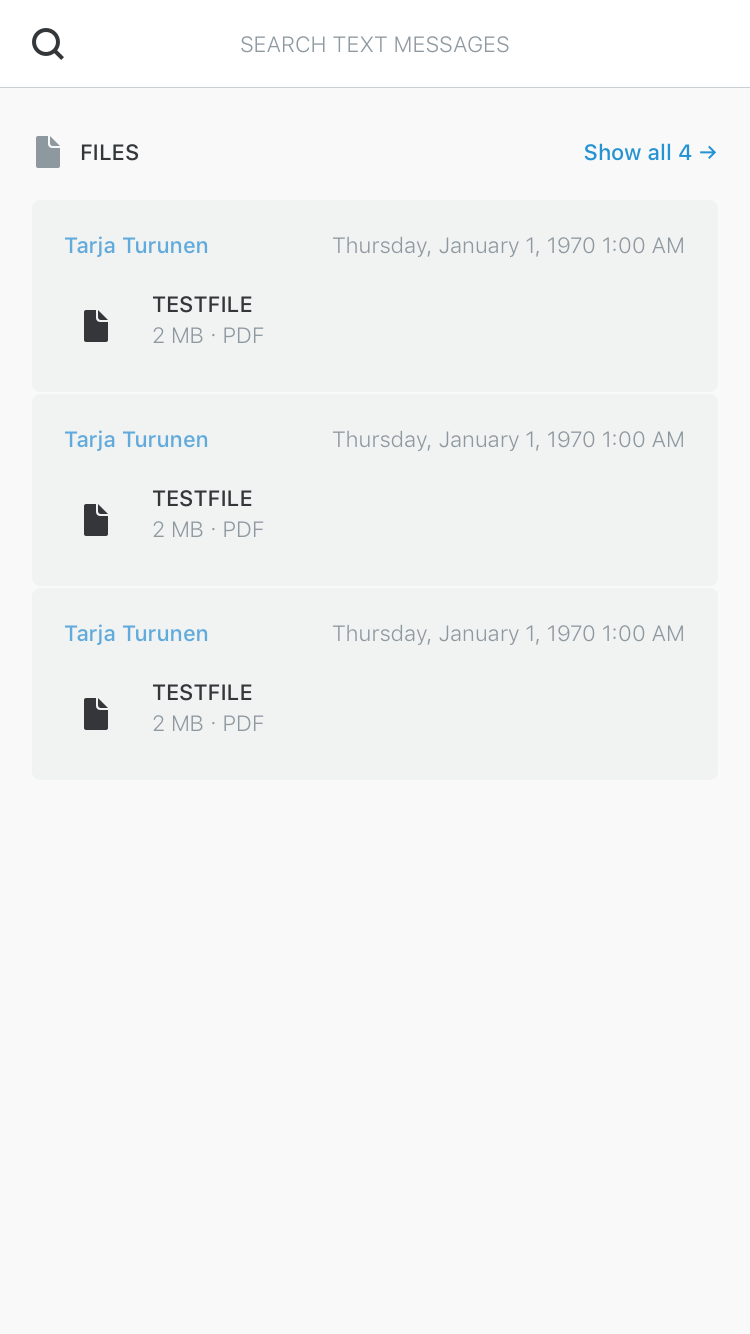 SEARCH TEXT MESSAGES
FILES Show all 4 →
Tarja Turunen Thursday, January 1, 1970 1:00 AM
TESTFILE
2 MB · PDF
Tarja Turunen Thursday, January 1, 1970 1:00 AM
TESTFILE
2 MB · PDF
Tarja Turunen Thursday, January 1, 1970 1:00 AM
TESTFILE
2 MB · PDF